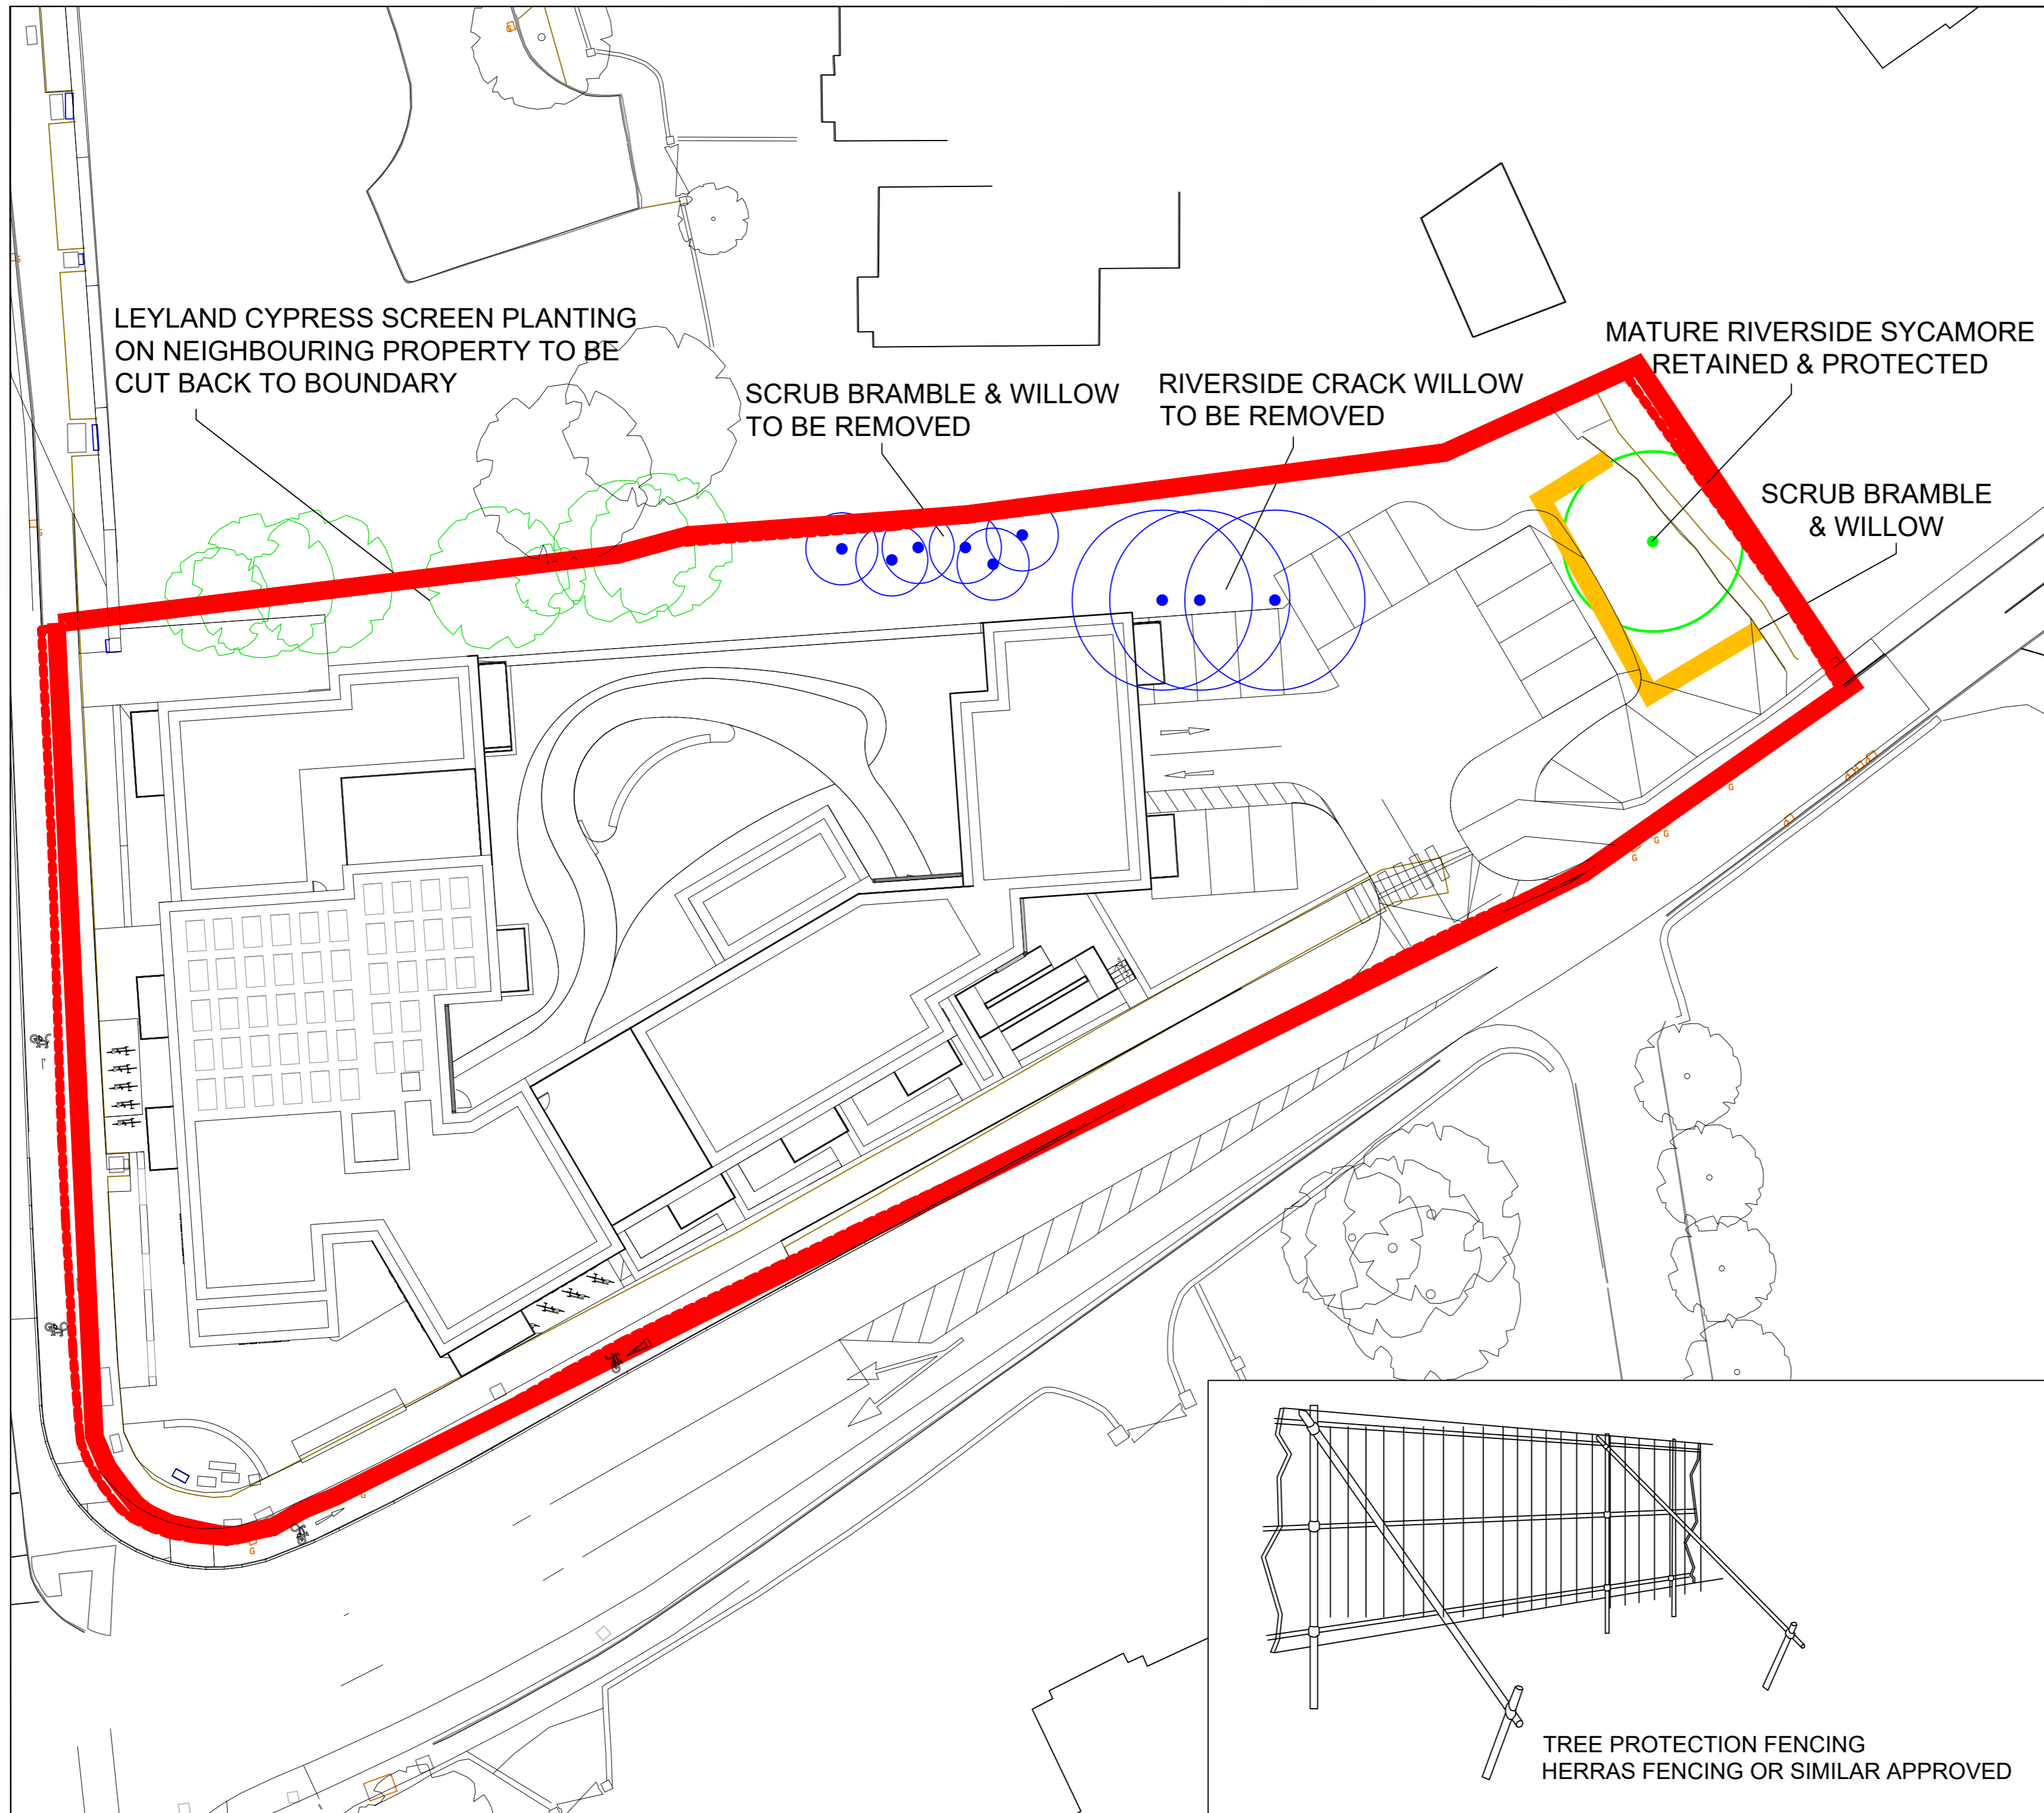 LEYLAND CYPRESS SCREEN PLANTING
ON NEIGHBOURING PROPERTY TO BE
CUT BACK TO BOUNDARY
SCRUB BRAMBLE & WILLOW
TO BE REMOVED
RIVERSIDE CRACK WILLOW
TO BE REMOVED
MATURE RIVERSIDE SYCAMORE
RETAINED & PROTECTED
SCRUB BRAMBLE
& WILLOW
G
G
G
G
G
G
G
G
G
TREE PROTECTION FENCING
HERRAS FENCING OR SIMILAR APPROVED